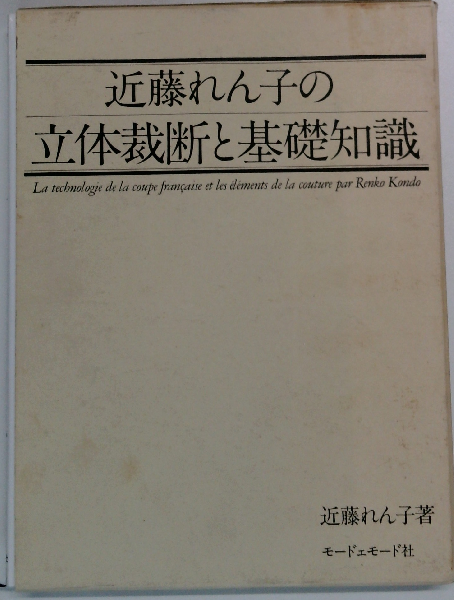 近藤れん子の
立体裁断と基礎知識
La technologie de la coupe française et les éléments de la couture par Renko Kondo
近藤れん子著
モードェモード社